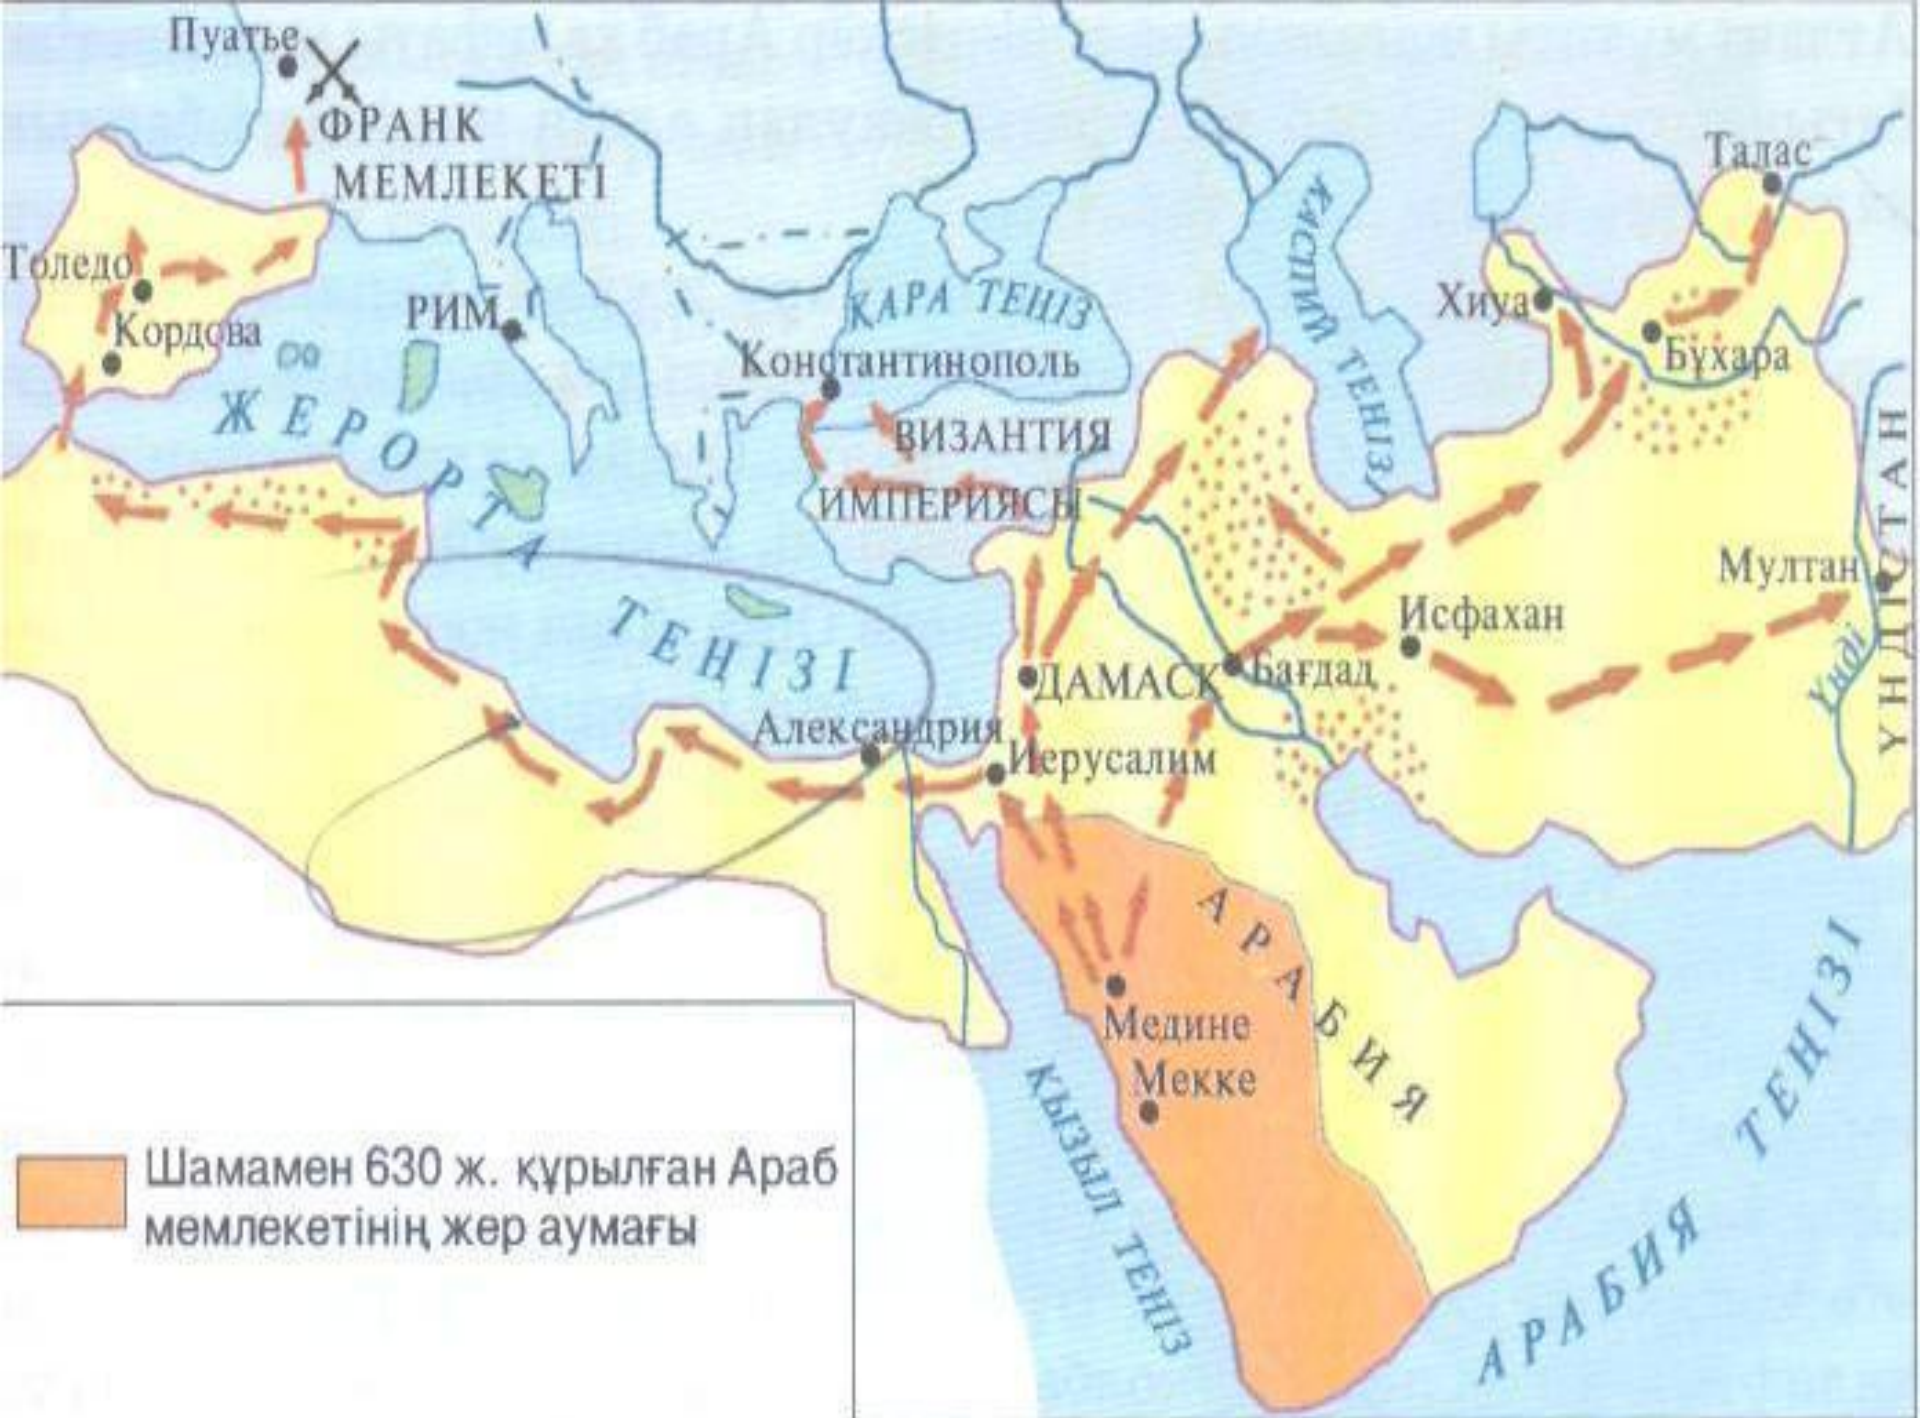 Пуатье
ФРАНК
МЕМЛЕКЕТІ
Талас
Толедо
Кордова
РИМ
ҚАРА ТЕҢІЗ
КАСПИЙ ТЕҢІЗІ
Хиуа
Бұхара
Константинополь
ВИЗАНТИЯ
ИМПЕРИЯСЫ
ЖЕРОРТА
ТЕҢІЗІ
Мултан
ҮНДІСТАН
Үнді
Исфахан
ДАМАСК
Бағдад
Александрия
Иерусалим
АРАБИЯ
Медине
Мекке
ҚЫЗЫЛ ТЕҢІЗ
АРАБИЯ ТЕҢІЗІ
Шамамен 630 ж. құрылған Араб
мемлекетінің жер аумағы